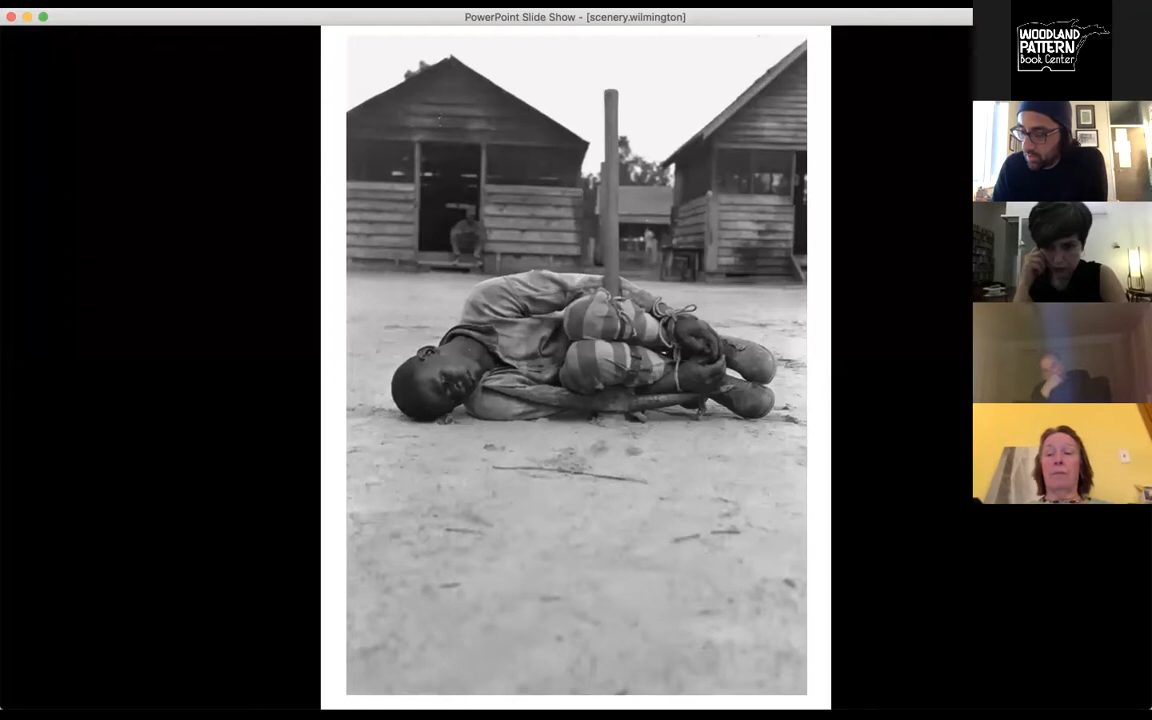 PowerPoint Slide Show - [scenery.wilmington]
WOODLAND
PATTERN
Book Center